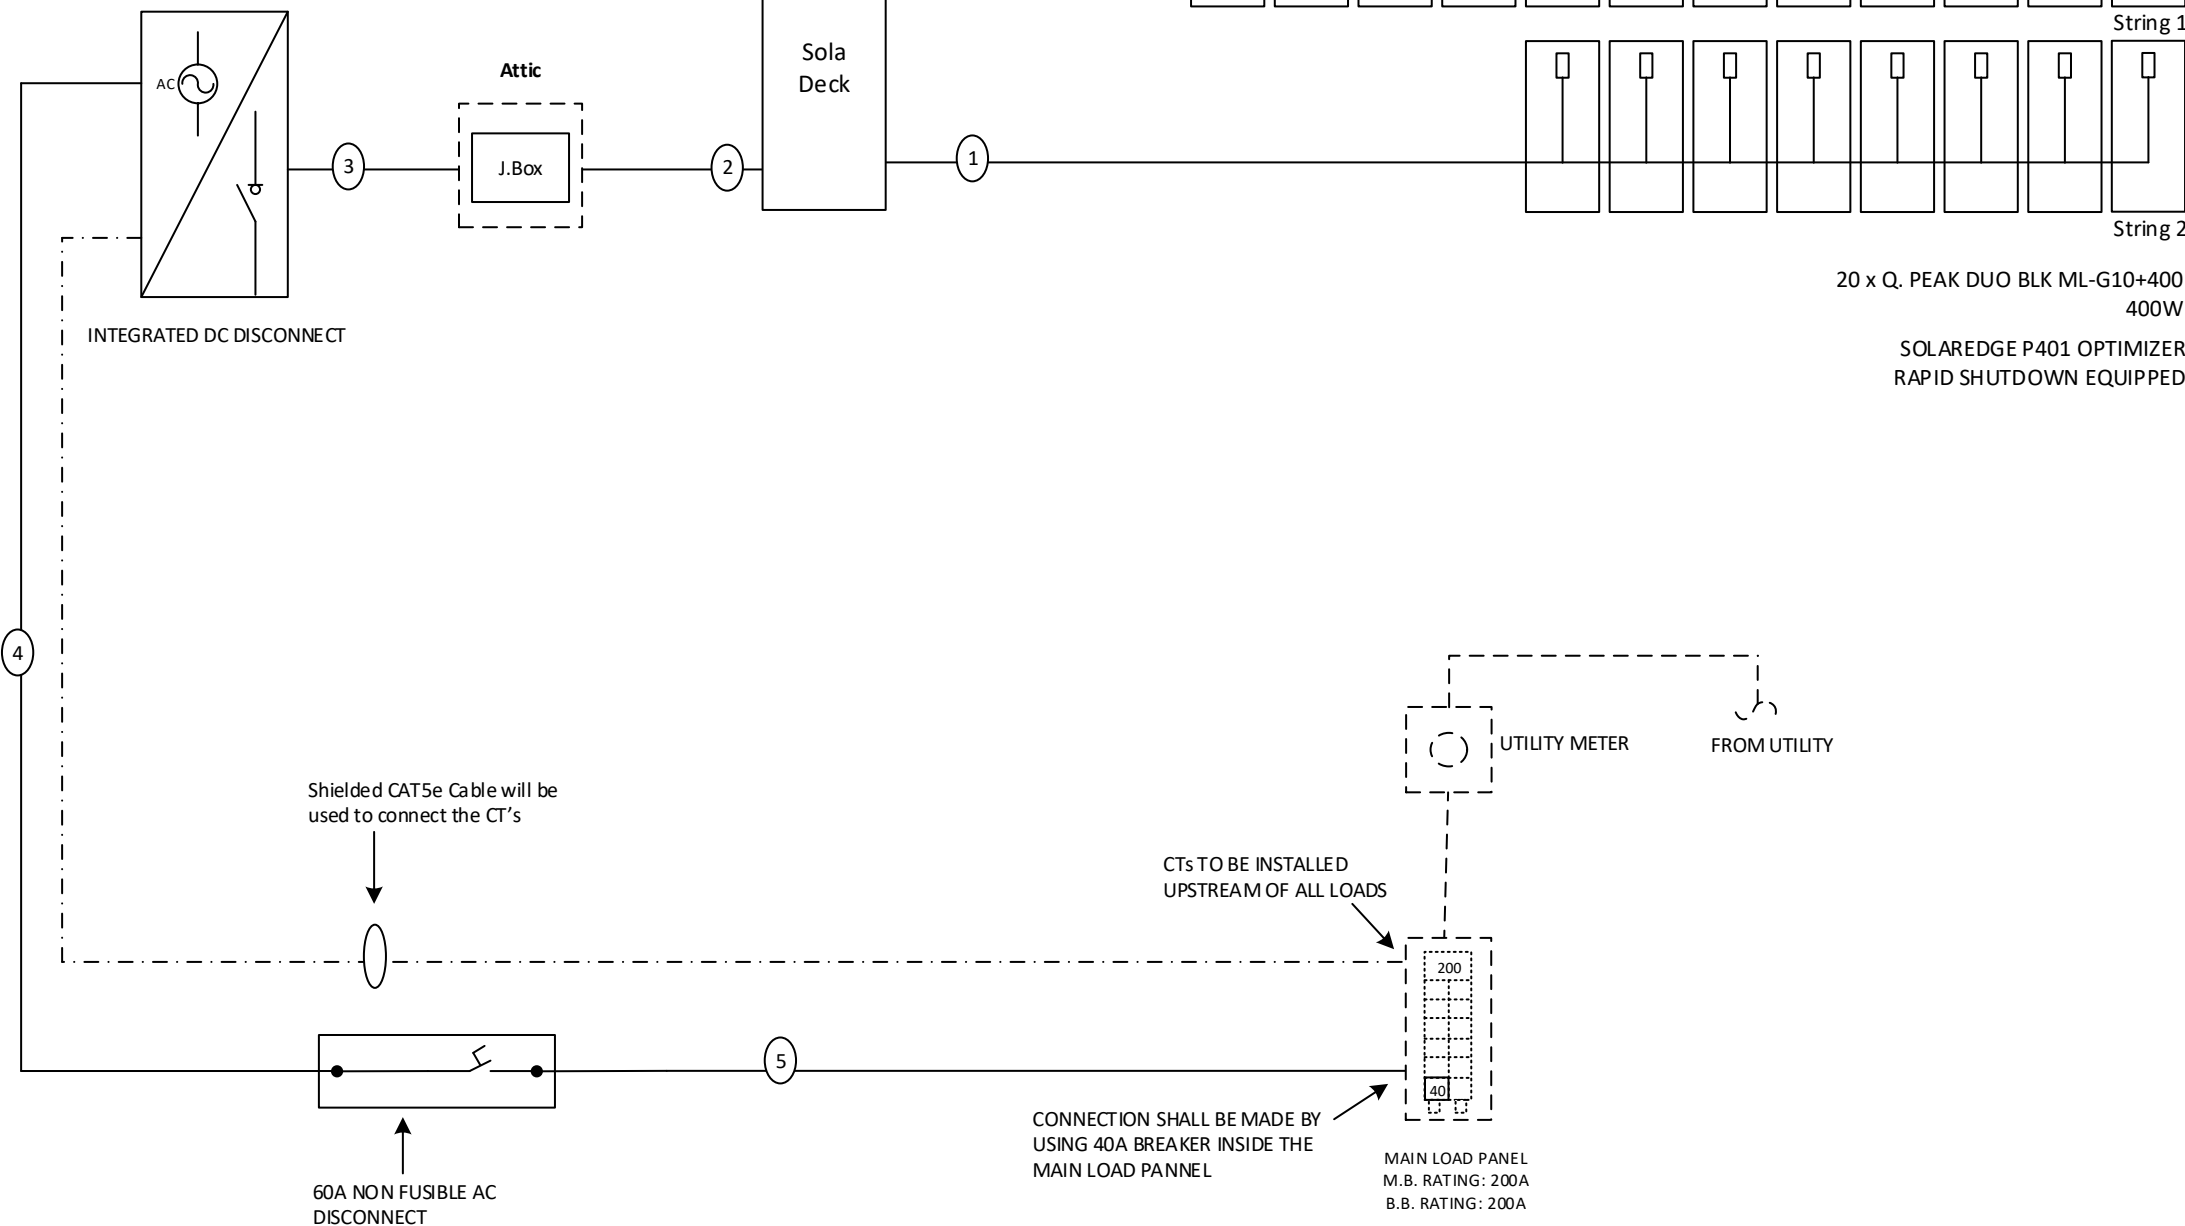 String 1
Sola
Deck
Attic
AC
J.Box
3
2
1
String 2
INTEGRATED DC DISCONNECT
20 x Q. PEAK DUO BLK ML-G10+400
400W
SOLAREDGE P401 OPTIMIZER
RAPID SHUTDOWN EQUIPPED
4
UTILITY METER
FROM UTILITY
Shielded CAT5e Cable will be
used to connect the CT’s
CTs TO BE INSTALLED
UPSTREAM OF ALL LOADS
200
5
40
CONNECTION SHALL BE MADE BY
USING 40A BREAKER INSIDE THE
MAIN LOAD PANNEL
MAIN LOAD PANEL
M.B. RATING: 200A
B.B. RATING: 200A
60A NON FUSIBLE AC
DISCONNECT